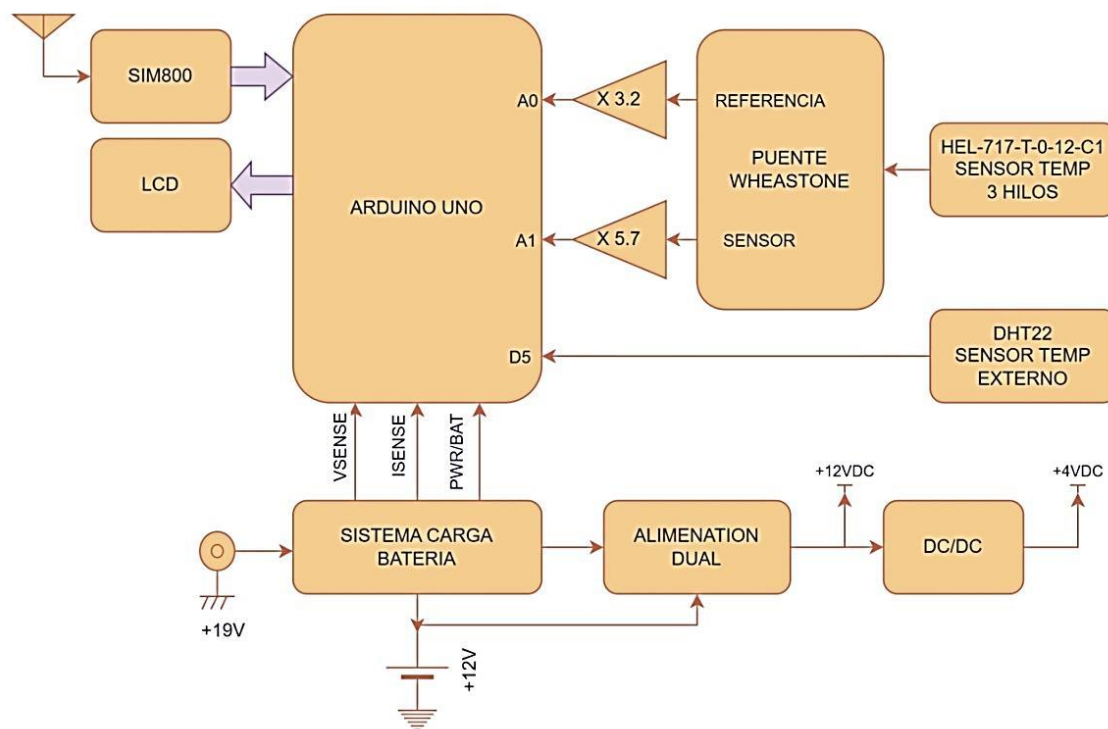 SIM800
LCD
ARDUINO UNO
A0
A1
D5
X 3.2
X 5.7
REFERENCIA
PUENTE
WHEASTONE
SENSOR
HEL-717-T-0-12-C1
SENSOR TEMP
3 HILOS
DHT22
SENSOR TEMP
EXTERNO
VSENSE
ISENSE
PWR/BAT
+19V
SISTEMA CARGA
BATERIA
+12V
ALIMENATION
DUAL
+12VDC
DC/DC
+4VDC